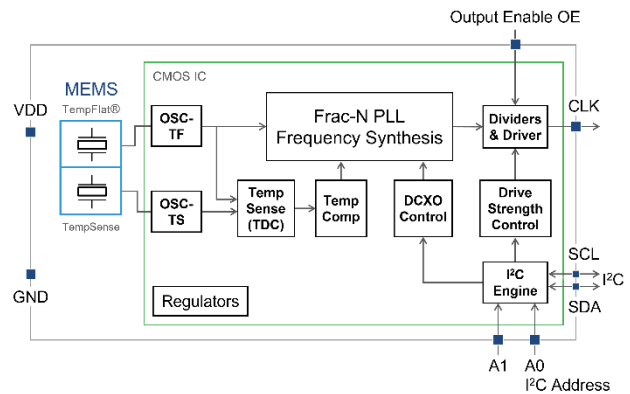 Output Enable OE
CMOS IC
MEMS
TempFlat®
VDD
OSC-
TF
Frac-N PLL
Frequency Synthesis
Dividers
& Driver
CLK
OSC-
TS
Temp
Sense
(TDC)
Temp
Comp
DCXO
Control
Drive
Strength
Control
TempSense
SCL
I²C
SDA
I²C
Engine
GND
Regulators
A1
A0
I²C Address